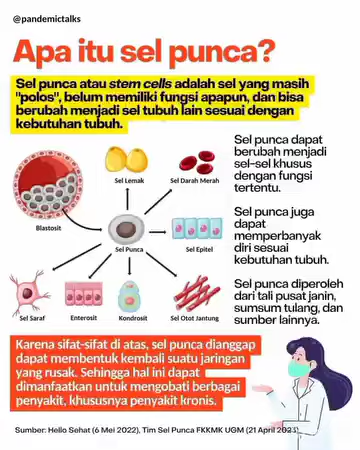 @pandemictalks
Apa itu sel punca?
Sel punca atau stem cells adalah sel yang masih
"polos", belum memiliki fungsi apapun, dan bisa
berubah menjadi sel tubuh lain sesuai dengan
kebutuhan tubuh.
Blastosit
Sel Lemak
Sel Darah Merah
Sel Punca
Sel Epitel
Sel Saraf
Enterosit
Kondrosit
Sel Otot Jantung
Sel punca dapat
berubah menjadi
sel-sel khusus
dengan fungsi
tertentu.
Sel punca juga
dapat
memperbanyak
diri sesuai
kebutuhan tubuh.
Sel punca diperoleh
dari tali pusat janin,
sumsum tulang, dan
sumber lainnya.
Karena sifat-sifat di atas, sel punca dianggap
dapat membentuk kembali suatu jaringan
yang rusak. Sehingga hal ini dapat
dimanfaatkan untuk mengobati berbagai
penyakit, khususnya penyakit kronis.
Sumber: Hello Sehat (6 Mei 2022), Tim Sel Punca FKKMK UGM (21 April 2023)